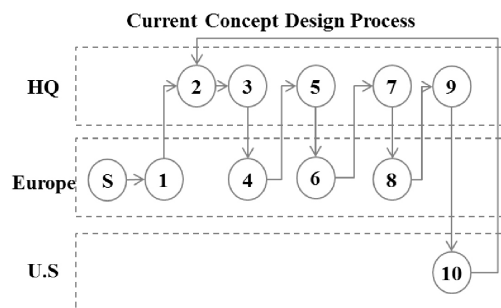 Current Concept Design Process
HQ
2 3 5 7 9
Europe
S 1 4 6 8
U.S
10